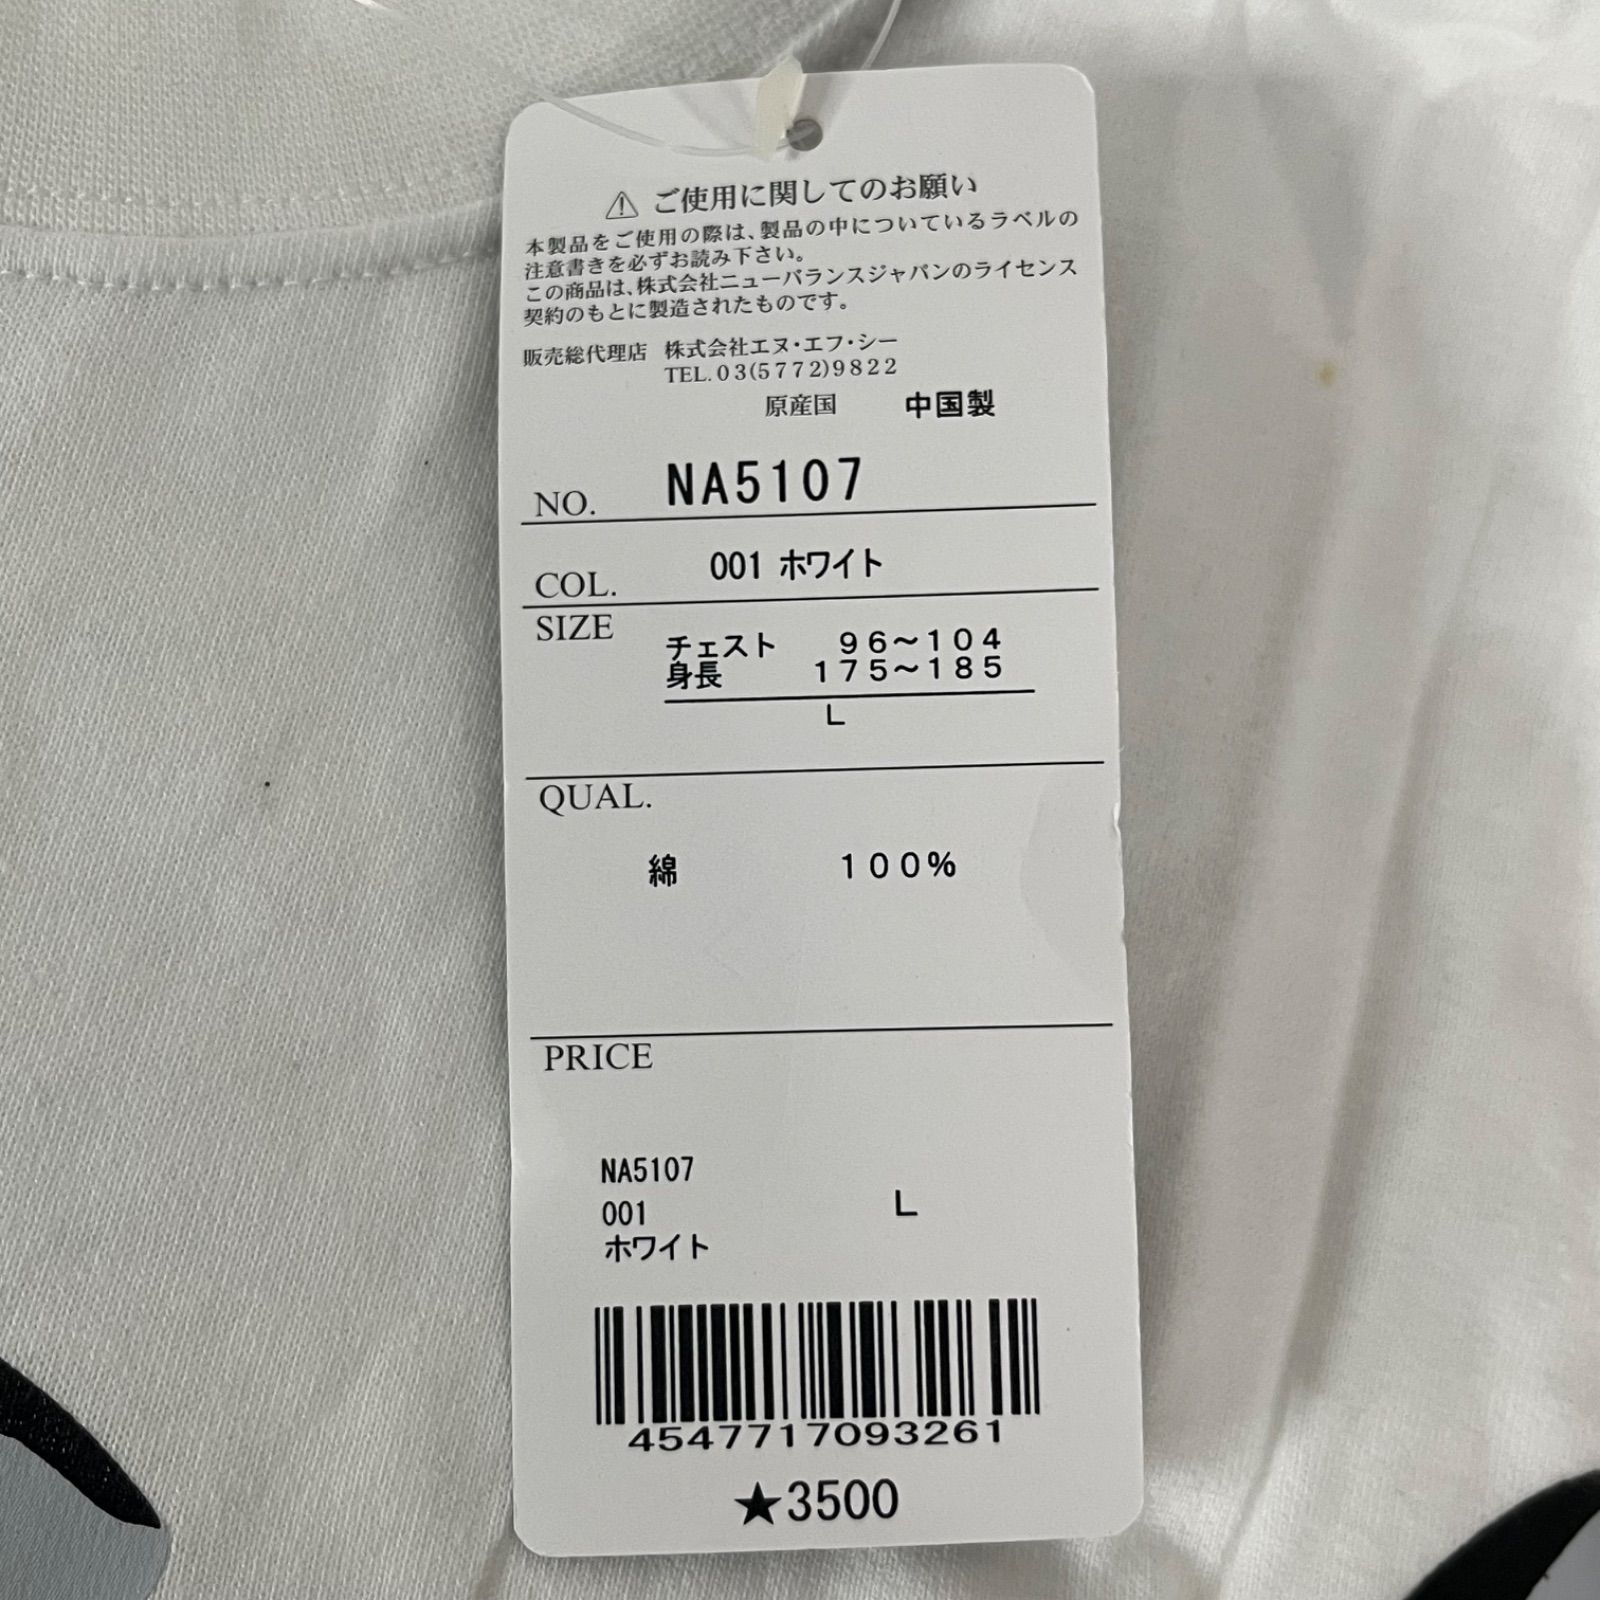 ⚠ ご使用に関してのお願い
本製品をご使用の際は、製品の中についているラベルの
注意書きを必ずお読み下さい。
この商品は、株式会社ニューバランスジャパンのライセンス
契約のもとに製造されたものです。
販売総代理店 株式会社エヌ・エフ・シー
TEL.03(5772)9822
原産国 中国製
NO. NA5107
COL. 001 ホワイト
SIZE
チェスト 96～104
身長 175～185
L
QUAL.
綿 100%
PRICE
NA5107
001 L
ホワイト
4547717093261
★3500